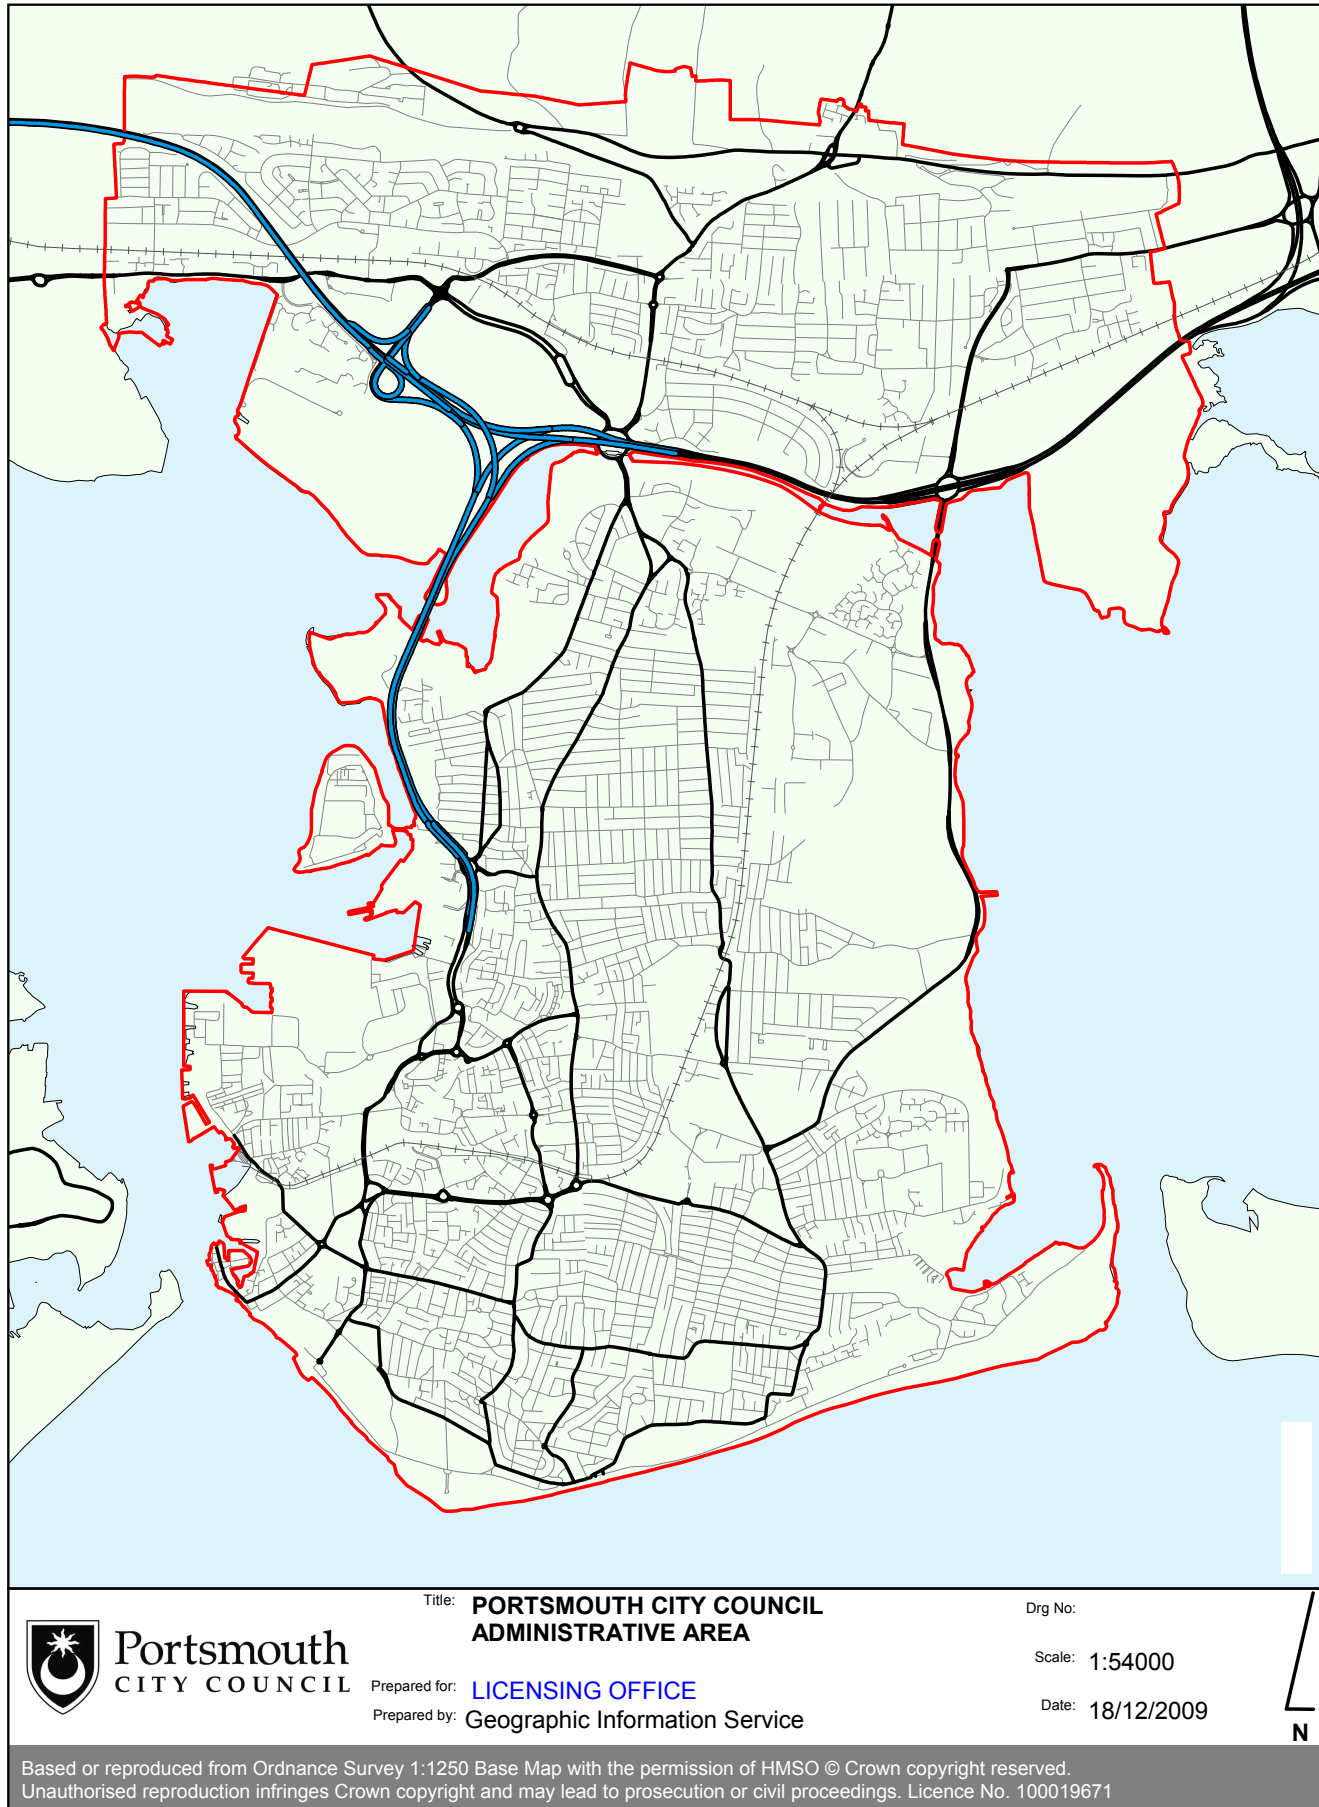 Title: PORTSMOUTH CITY COUNCIL
ADMINISTRATIVE AREA
Portsmouth
CITY COUNCIL
Prepared for: LICENSING OFFICE
Prepared by: Geographic Information Service
Drg No:
Scale: 1:54000
Date: 18/12/2009
N
Based or reproduced from Ordnance Survey 1:1250 Base Map with the permission of HMSO © Crown copyright reserved.
Unauthorised reproduction infringes Crown copyright and may lead to prosecution or civil proceedings. Licence No. 100019671